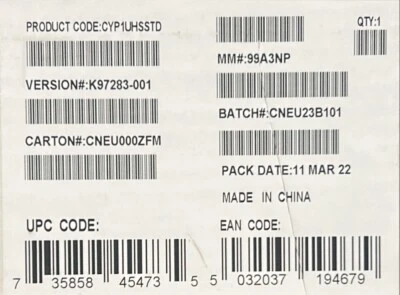 PRODUCT CODE:CYP1UHSSTD
QTY:1
MM#:99A3NP
VERSION#:K97283-001
BATCH#:CNEU23B101
CARTON#:CNEU000ZFM
PACK DATE:11 MAR 22
MADE IN CHINA
UPC CODE:
EAN CODE:
7 35858 45473 5
5 032037 194679